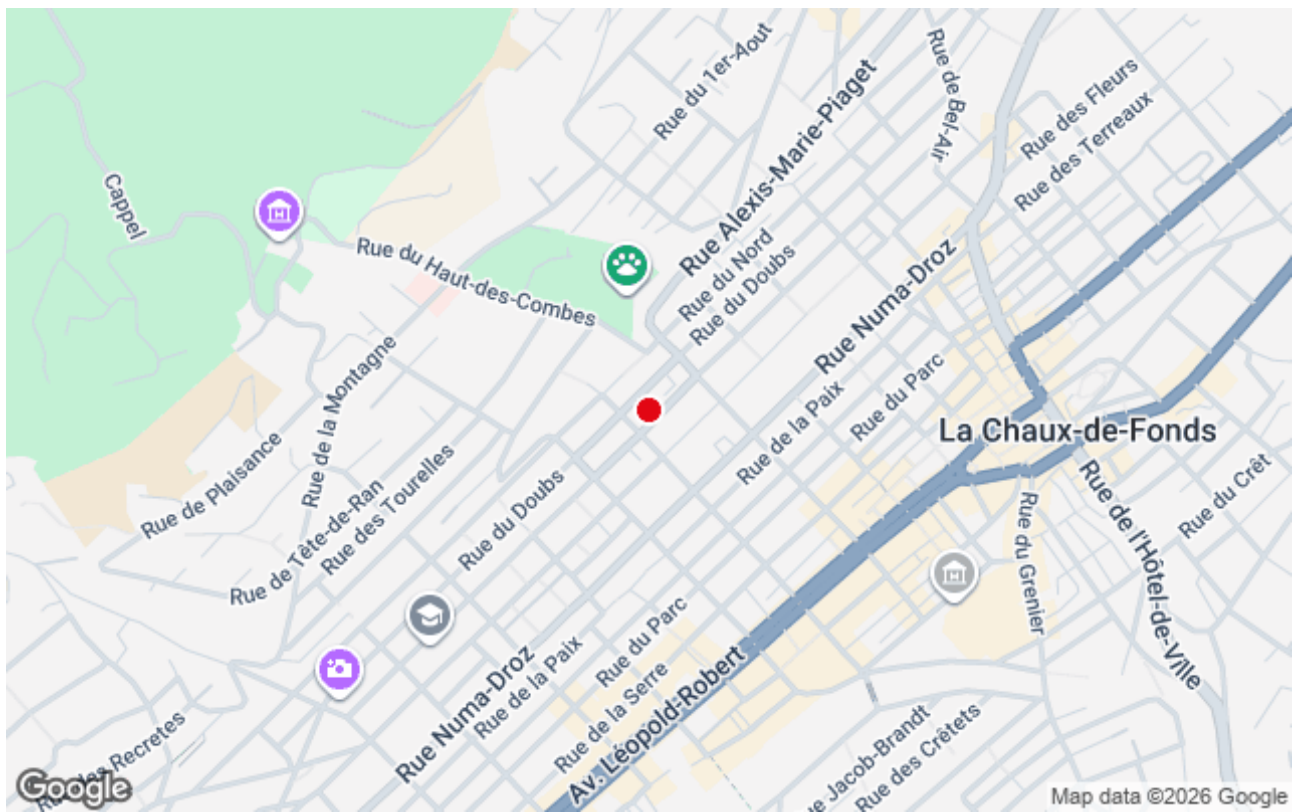 Rue du 1er-Aout
Rue Alexis-Marie-Piaget
Rue de Bel-Air
Rue des Fleurs
Rue des Terreaux
Cappel
Rue du Haut-des-Combes
Rue du Nord
Rue du Doubs
Rue Numa-Droz
Rue de la Montagne
Rue de la Paix
Rue du Parc
La Chaux-de-Fonds
Rue de Plaisance
Rue de Tête-de-Ran
Rue des Tourelles
Rue du Doubs
Rue du Grenier
Rue de l'Hôtel-de-Ville
Rue du Crêt
Rue Numa-Droz
Rue de la Paix
Rue du Parc
Rue de la Serre
Av. Léopold-Robert
Rue Jacob-Brandt
Rue des Crêtets
Rue des Recretes
Google
Map data ©2026 Google